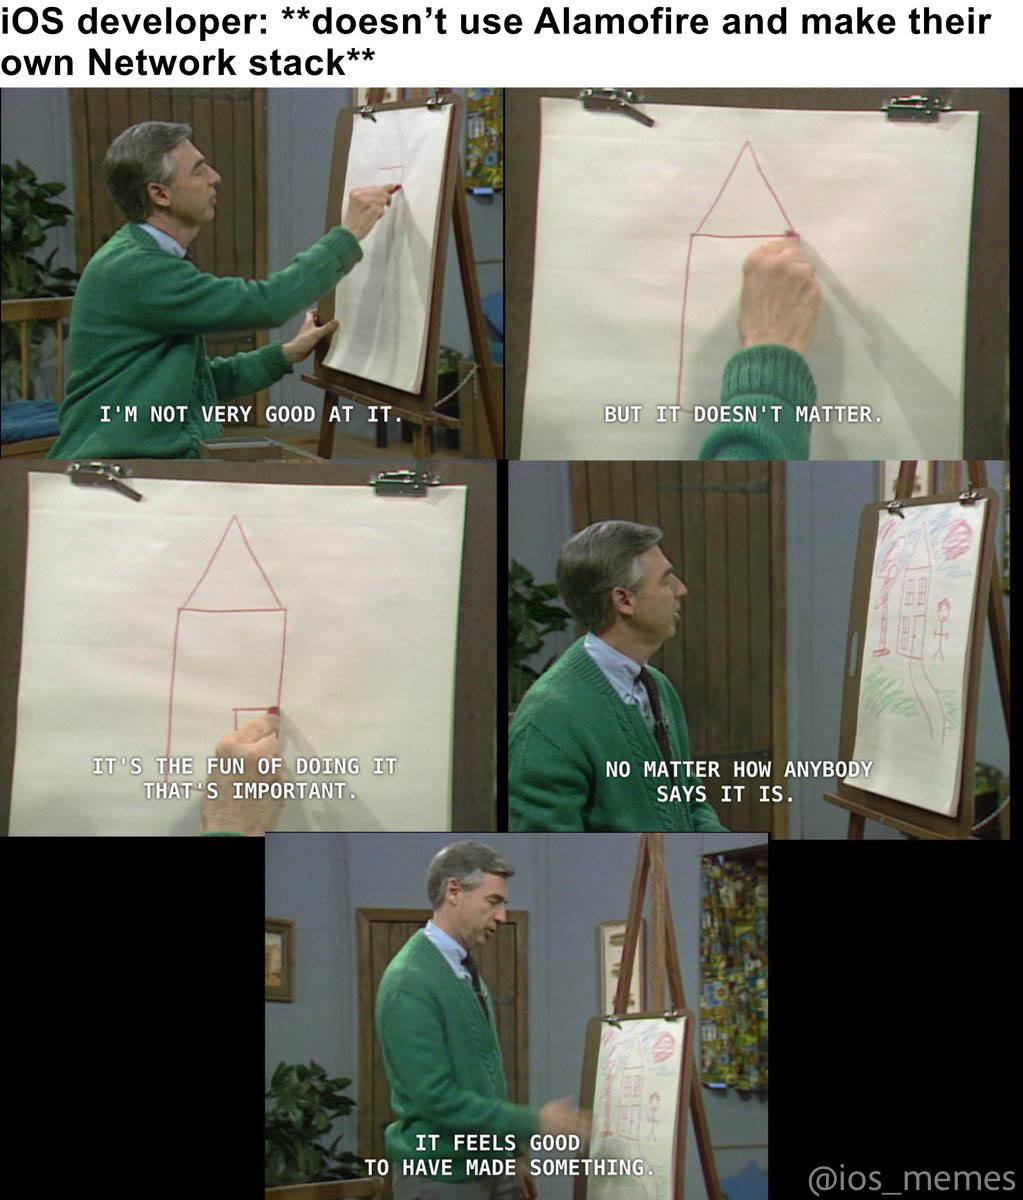 iOS developer: **doesn’t use Alamofire and make their
own Network stack**
I'M NOT VERY GOOD AT IT.
BUT IT DOESN'T MATTER.
IT'S THE FUN OF DOING IT
THAT'S IMPORTANT.
NO MATTER HOW ANYBODY
SAYS IT IS.
IT FEELS GOOD
TO HAVE MADE SOMETHING.
@ios_memes